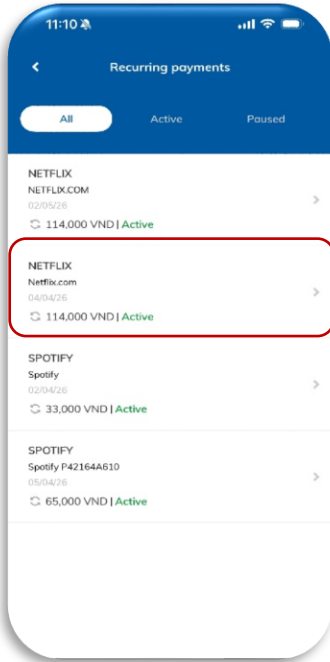 11:10
Recurring payments
All Active Paused
NETFLIX
NETFLIX.COM
02/05/26
114,000 VND | Active
NETFLIX
Netflix.com
04/04/26
114,000 VND | Active
SPOTIFY
Spotify
02/04/26
33,000 VND | Active
SPOTIFY
Spotify P42164A610
05/04/26
65,000 VND | Active